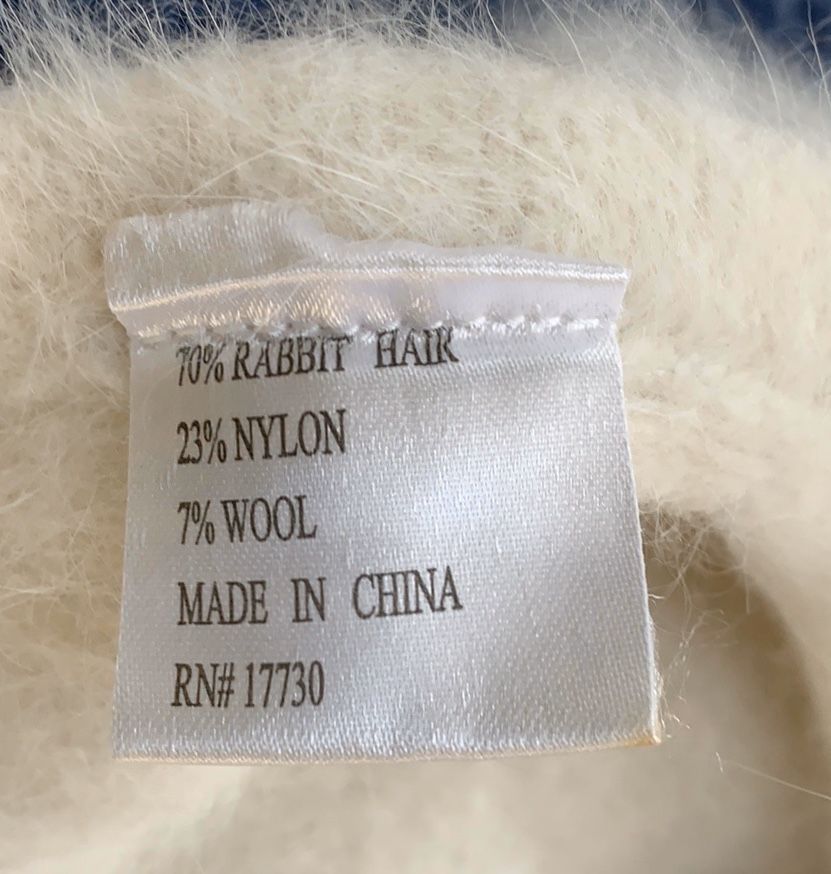 70% RABBIT HAIR
23% NYLON
7% WOOL
MADE IN CHINA
RN# 17730